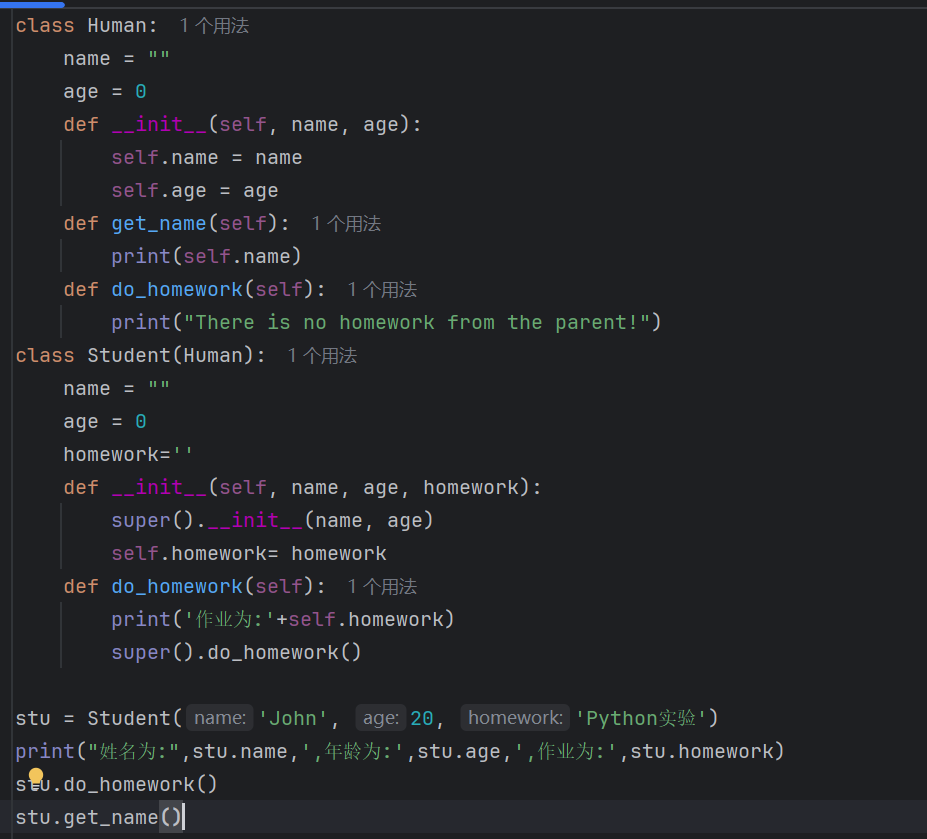 class Human:  1 个用法
    name = ""
    age = 0
    def __init__(self, name, age):
        self.name = name
        self.age = age
    def get_name(self):  1 个用法
        print(self.name)
    def do_homework(self):  1 个用法
        print("There is no homework from the parent!")
class Student(Human):  1 个用法
    name = ""
    age = 0
    homework=''
    def __init__(self, name, age, homework):
        super().__init__(name, age)
        self.homework= homework
    def do_homework(self):  1 个用法
        print('作业为:'+self.homework)
        super().do_homework()

stu = Student( name: 'John',  age: 20,  homework: 'Python实验')
print("姓名为:",stu.name,',年龄为:',stu.age,',作业为:',stu.homework)
stu.do_homework()
stu.get_name()